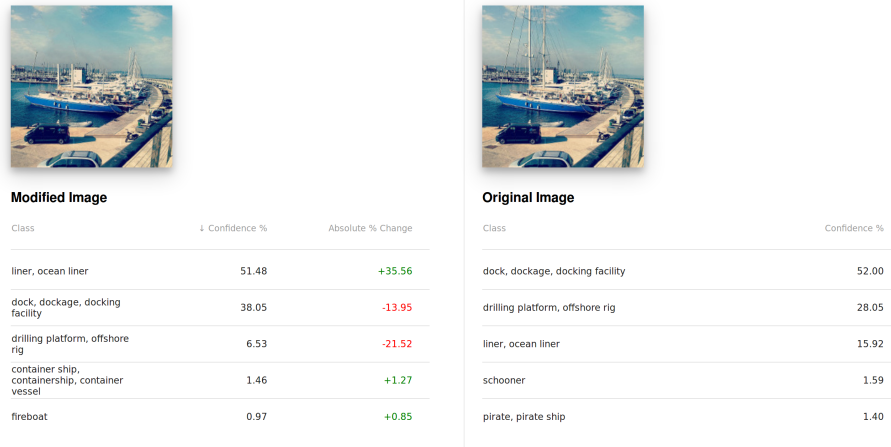 Modified Image
Class ↓ Confidence % Absolute % Change
liner, ocean liner 51.48 +35.56
dock, dockage, docking
facility 38.05 -13.95
drilling platform, offshore
rig 6.53 -21.52
container ship,
containership, container
vessel 1.46 +1.27
fireboat 0.97 +0.85
Original Image
Class Confidence %
dock, dockage, docking facility 52.00
drilling platform, offshore rig 28.05
liner, ocean liner 15.92
schooner 1.59
pirate, pirate ship 1.40